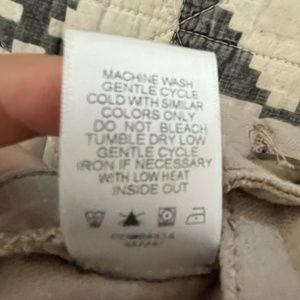 MACHINE WASH
GENTLE CYCLE
COLD WITH SIMILAR
COLORS ONLY
DO NOT BLEACH
TUMBLE DRY LOW
GENTLE CYCLE
IRON IF NECESSARY
WITH LOW HEAT
INSIDE OUT